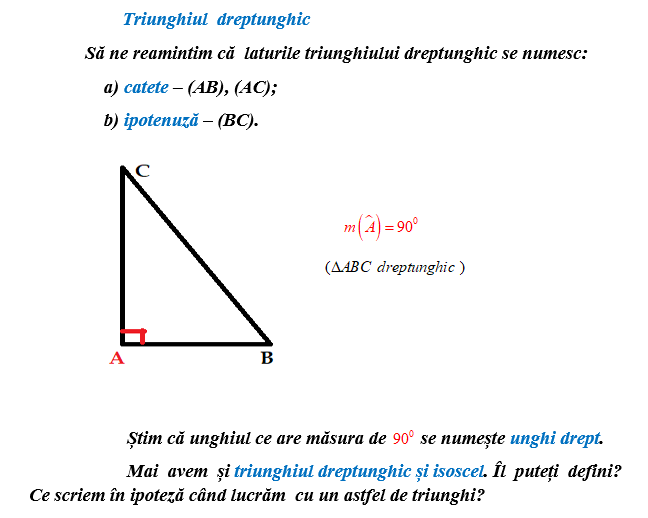 Triunghiul dreptunghic
Să ne reamintim că laturile triunghiului dreptunghic se numesc:
a) catete – (AB), (AC);
b) ipotenuză – (BC).
C
m(Â) = 90⁰
(ΔABC dreptunghic )
A
B
Știm că unghiul ce are măsura de 90⁰ se numește unghi drept.
Mai avem și triunghiul dreptunghic și isoscel. Îl puteți defini?
Ce scriem în ipoteză când lucrăm cu un astfel de triunghi?